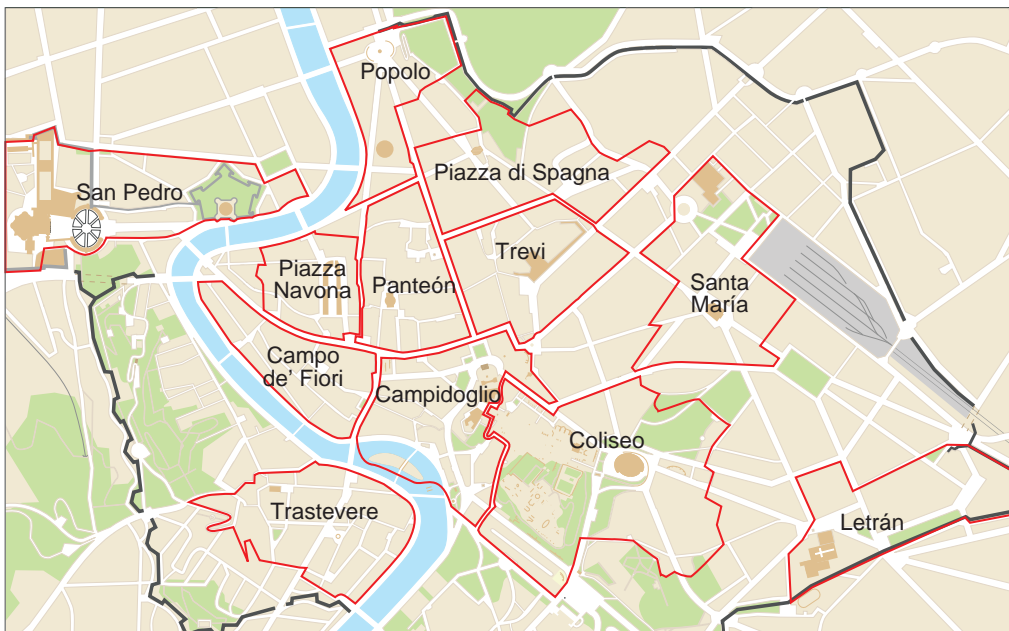 Popolo
Piazza di Spagna
San Pedro
Trevi
Piazza
Navona
Panteón
Santa
María
Campo
de' Fiori
Campidoglio
Coliseo
Trastevere
Letrán